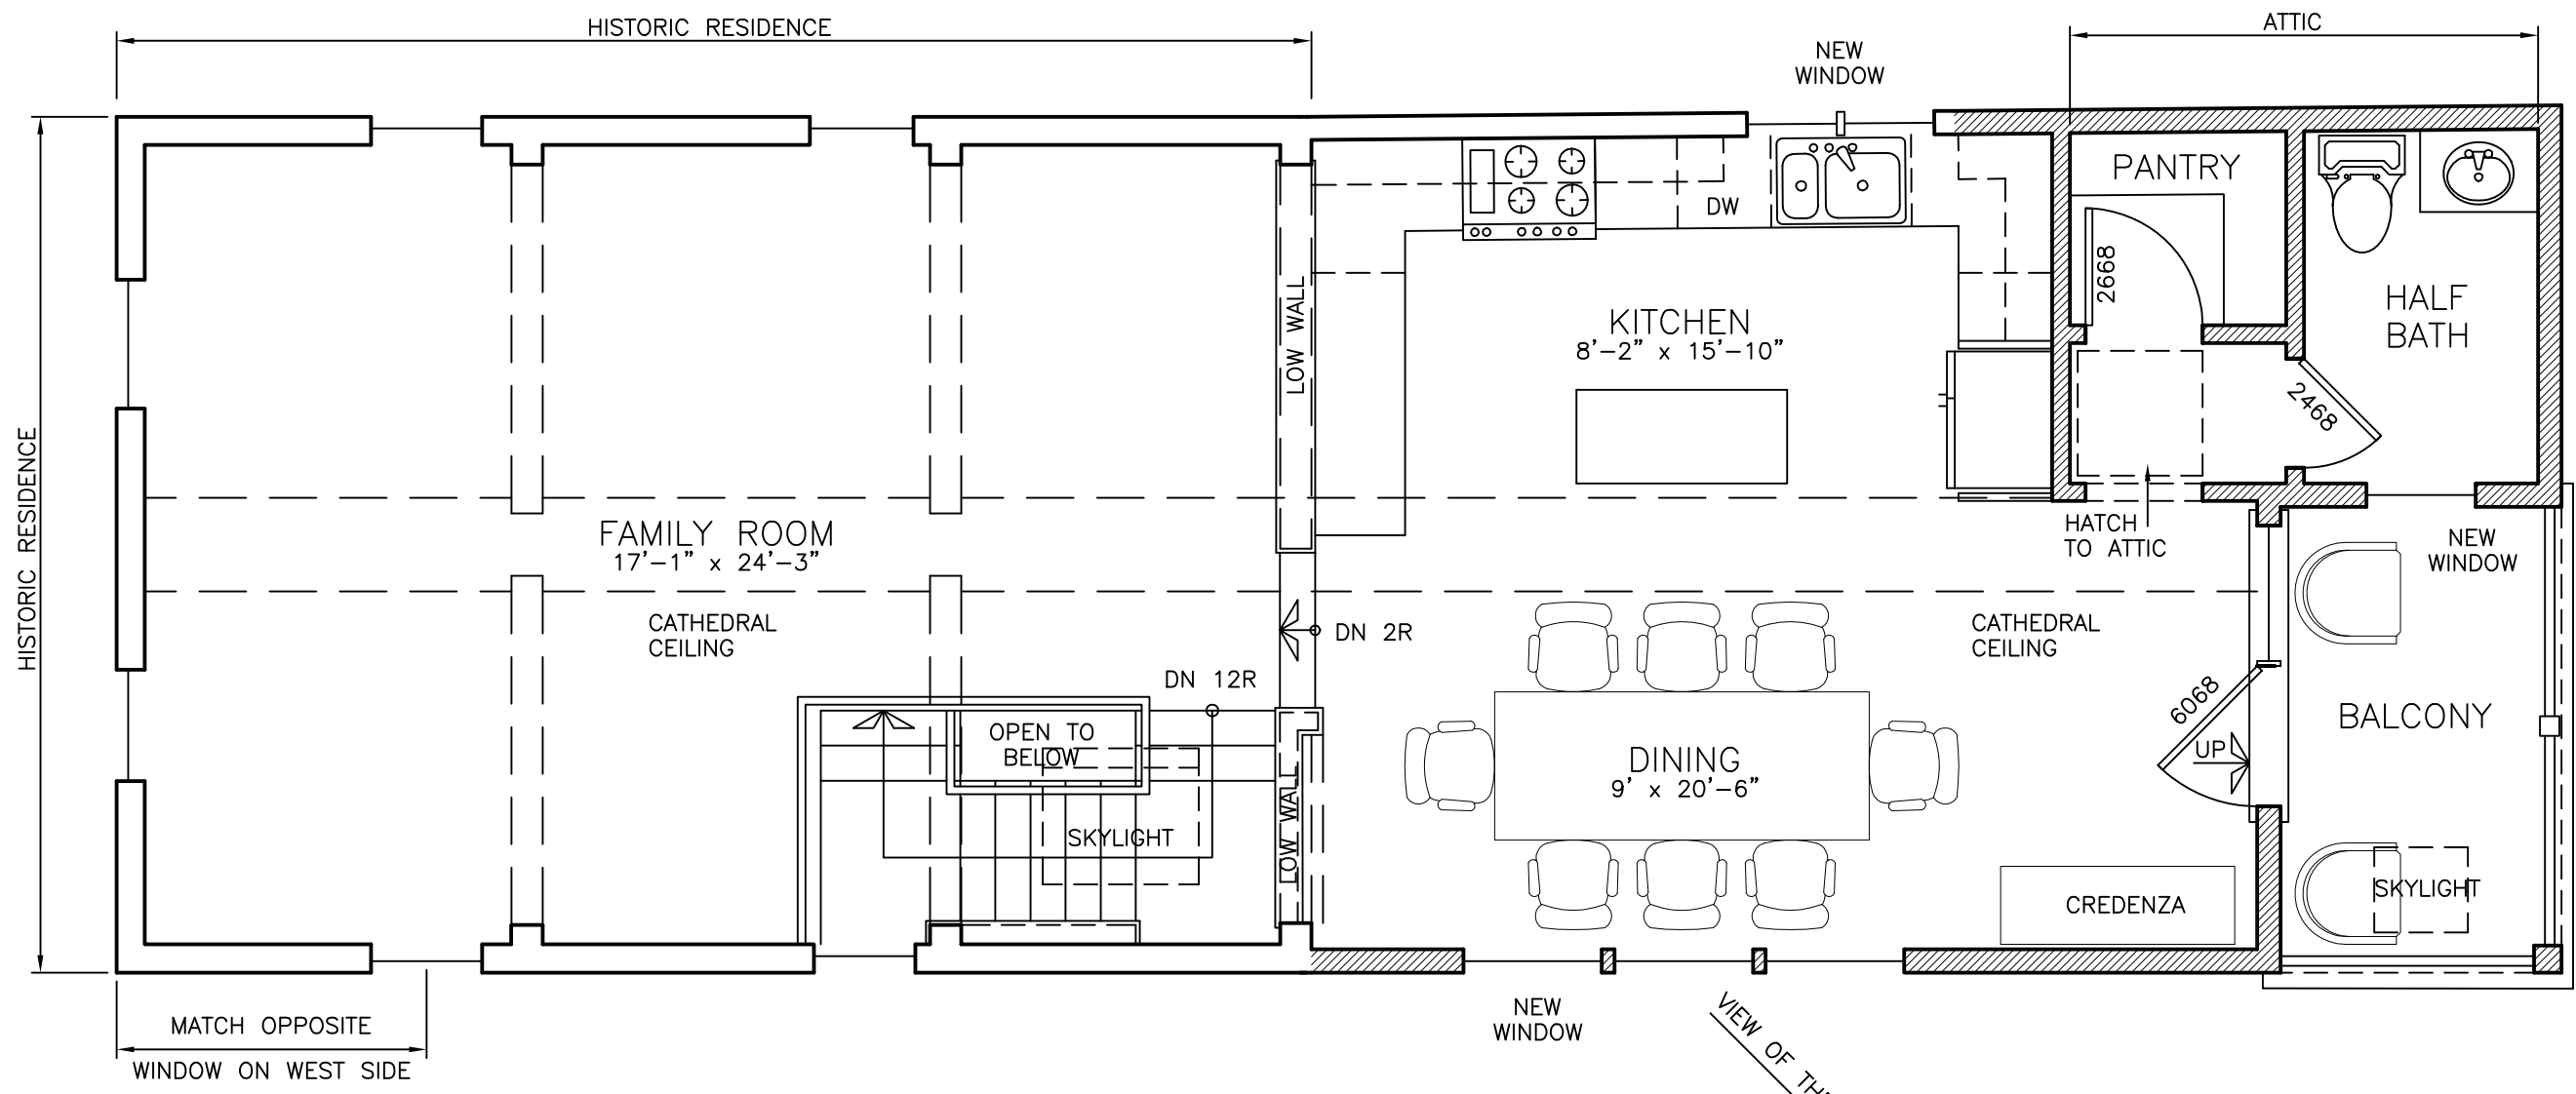 HISTORIC RESIDENCE
ATTIC
NEW
WINDOW
PANTRY
DW
2668
HALF
BATH
LOW WALL
KITCHEN
8'-2" x 15'-10"
2468
HISTORIC RESIDENCE
FAMILY ROOM
17'-1" x 24'-3"
HATCH
TO ATTIC
NEW
WINDOW
CATHEDRAL
CEILING
DN 2R
CATHEDRAL
CEILING
DN 12R
6068
OPEN TO
BELOW
UP
BALCONY
DINING
9' x 20'-6"
LOW WALL
SKYLIGHT
CREDENZA
SKYLIGHT
NEW
WINDOW
VIEW OF
MATCH OPPOSITE
WINDOW ON WEST SIDE